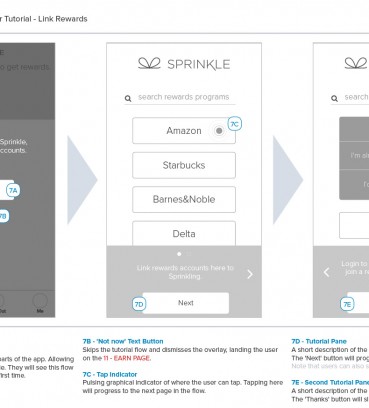 r Tutorial - Link Rewards
to get rewards
Sprinkle,
ccounts.
7A
7B
Me
SPRINKLE
search rewards programs
Amazon
7C
Starbucks
Barnes&Noble
Delta
Link rewards accounts here to
Sprinkling.
7D
Next
search
I'm al
Login to
join a r
7E
arts of the app. Allowing
le. They will see this flow
first time.
7B - 'Not now' Text Button
Skips the tutorial flow and dismisses the overlay, landing the user
on the 11 - EARN PAGE.
7C - Tap Indicator
Pulsing graphical indicator of where the user can tap. Tapping here
will progress to the next page in the flow.
7D - Tutorial Pane
A short description of the
The 'Next' button will prog
Note that users can also s
7E - Second Tutorial Pane
A short description of the
The 'Thanks' button will sl